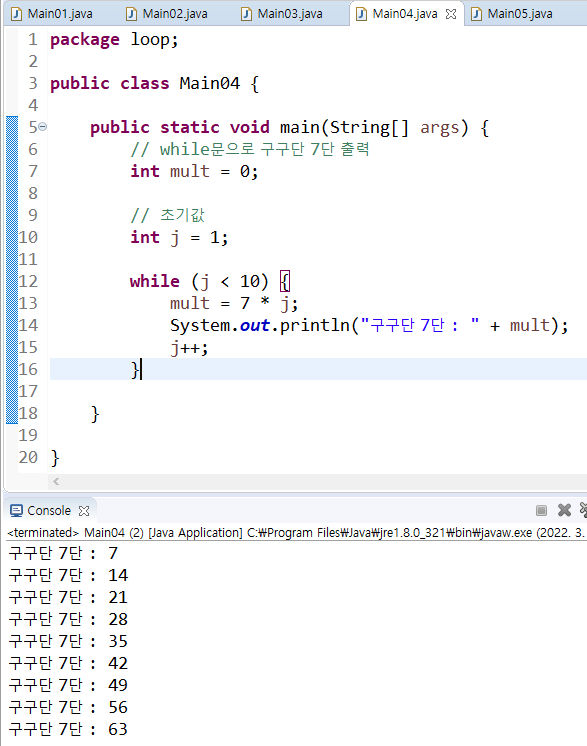 Main01.java Main02.java Main03.java Main04.java Main05.java
1 package loop;
2
3 public class Main04 {
4
5 public static void main(String[] args) {
6 // while문으로 구구단 7단 출력
7 int mult = 0;
8
9 // 초기값
10 int j = 1;
11
12 while (j < 10) {
13 mult = 7 * j;
14 System.out.println("구구단 7단 : " + mult);
15 j++;
16 }
17
18 }
19
20 }
Console
<terminated> Main04 (2) [Java Application] C:₩Program Files₩Java₩jre1.8.0_321₩bin₩javaw.exe (2022. 3.
구구단 7단 : 7
구구단 7단 : 14
구구단 7단 : 21
구구단 7단 : 28
구구단 7단 : 35
구구단 7단 : 42
구구단 7단 : 49
구구단 7단 : 56
구구단 7단 : 63